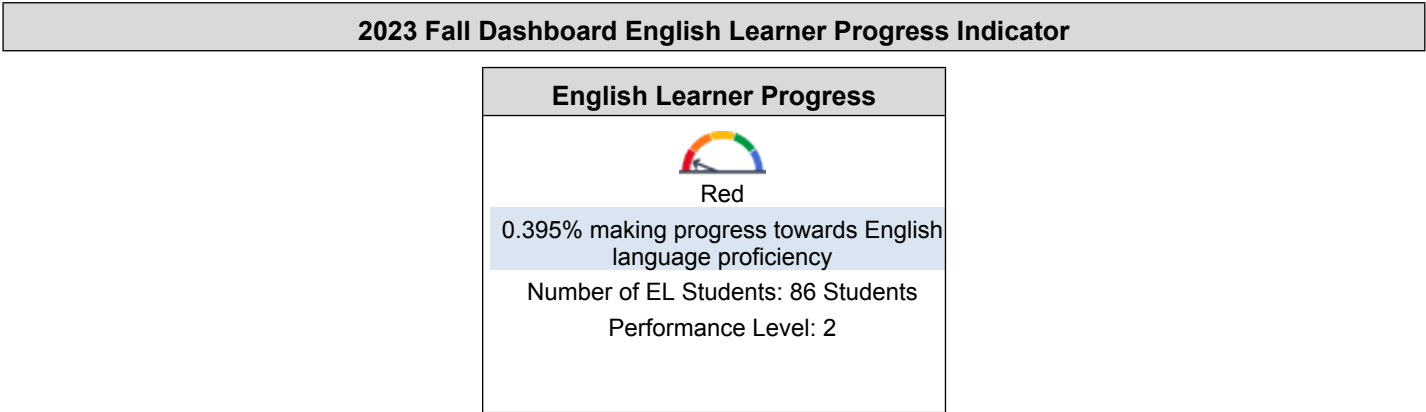 2023 Fall Dashboard English Learner Progress Indicator
English Learner Progress
Red
0.395% making progress towards English
language proficiency
Number of EL Students: 86 Students
Performance Level: 2